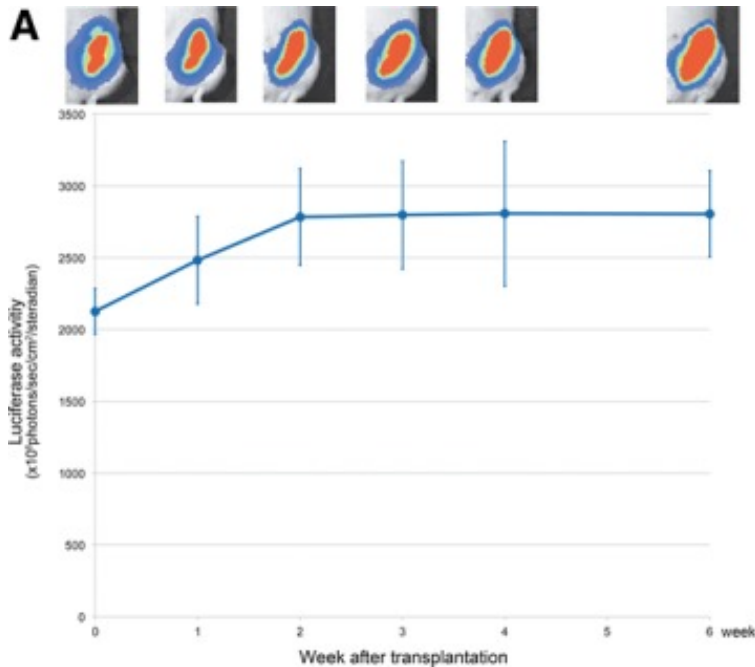 A
3500
3000
2500
2000
1500
1000
500
0
Luciferase activitiy
(x10⁶photons/sec/cm²/steradian)
0 1 2 3 4 5 6 week
Week after transplantation